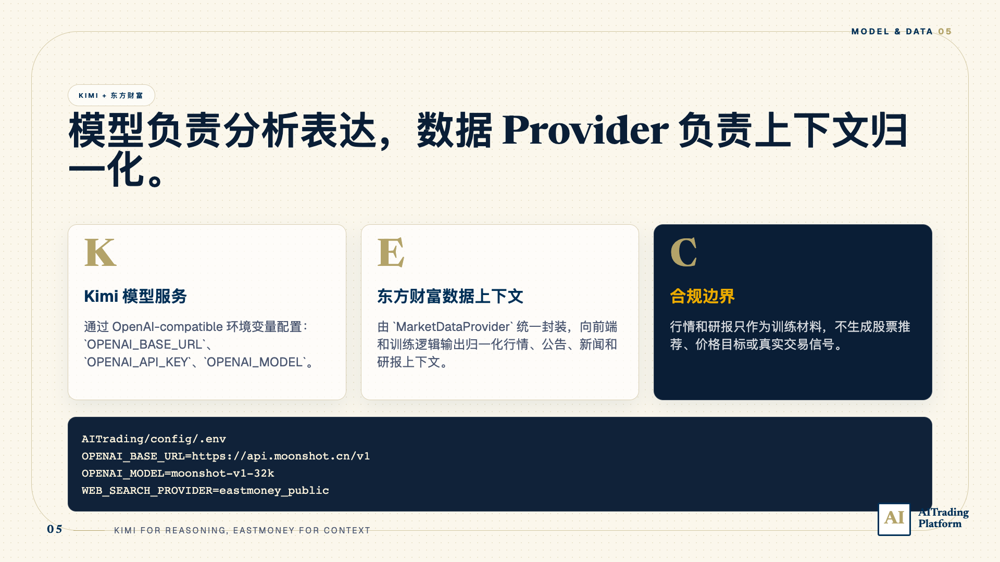 MODEL & DATA 05
KIMI + 东方财富
模型负责分析表达，数据 Provider 负责上下文归
一化。
K
Kimi 模型服务
通过 OpenAI-compatible 环境变量配置：
`OPENAI_BASE_URL`、
`OPENAI_API_KEY`、`OPENAI_MODEL`。
E
东方财富数据上下文
由 `MarketDataProvider` 统一封装，向前端
和训练逻辑输出归一化行情、公告、新闻和
研报上下文。
C
合规边界
行情和研报只作为训练材料，不生成股票推
荐、价格目标或真实交易信号。
AITrading/config/.env
OPENAI_BASE_URL=https://api.moonshot.cn/v1
OPENAI_MODEL=moonshot-v1-32k
WEB_SEARCH_PROVIDER=eastmoney_public
05
KIMI FOR REASONING, EASTMONEY FOR CONTEXT
AI
AITrading
Platform